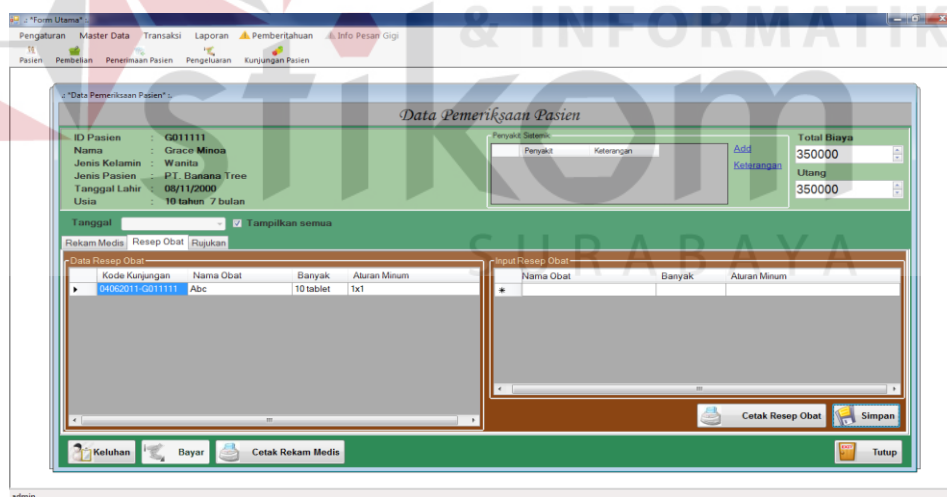 .: "Form Utama" :.
Pengaturan Master Data Transaksi Laporan Pemberitahuan Info Pesan Gigi
Pasien Pembelian Penerimaan Pasien Pengeluaran Kunjungan Pasien
& INFORMATIKA
stikom
SURABAYA
.: "Data Pemeriksaan Pasien" :.
Data Pemeriksaan Pasien
ID Pasien : G011111
Nama : Grace Minoa
Jenis Kelamin : Wanita
Jenis Pasien : PT. Banana Tree
Tanggal Lahir : 08/11/2000
Usia : 10 tahun 7 bulan
Penyakit Sistemik
Penyakit Keterangan
Add
Keterangan
Total Biaya
350000
Utang
350000
Tanggal Tampilkan semua
Rekam Medis Resep Obat Rujukan
Data Resep Obat
Kode Kunjungan Nama Obat Banyak Aturan Minum
04062011-G011111 Abc 10 tablet 1x1
Input Resep Obat
Nama Obat Banyak Aturan Minum
Cetak Resep Obat Simpan
Keluhan Bayar Cetak Rekam Medis Tutup
admin